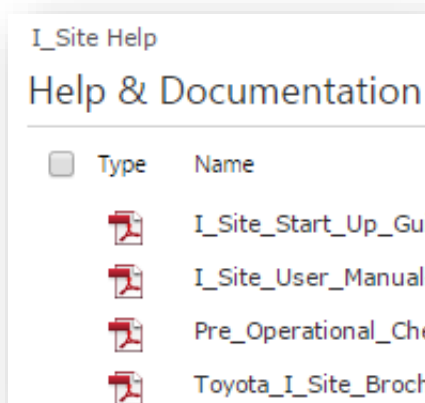 I_Site Help
Help & Documentation
Type Name
I_Site_Start_Up_Gu
I_Site_User_Manual
Pre_Operational_Che
Toyota_I_Site_Broch